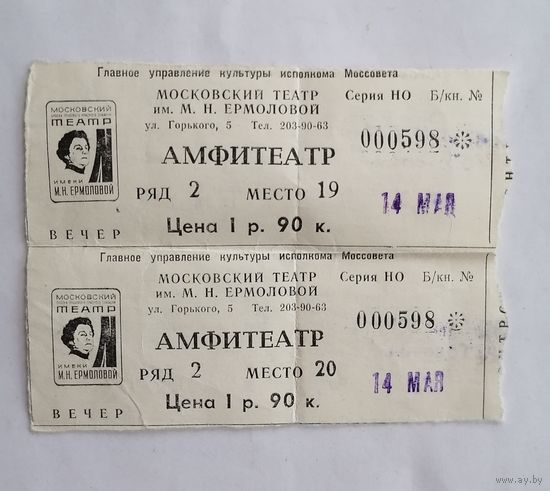 Главное управление культуры исполкома Моссовета
МОСКОВСКИЙ
ТЕАТР
ИМЕНИ
М.Н. ЕРМОЛОВОЙ
ВЕЧЕР
МОСКОВСКИЙ ТЕАТР
им. М. Н. ЕРМОЛОВОЙ
ул. Горького, 5 Тел. 203-90-63
АМФИТЕАТР
РЯД 2 МЕСТО 19
Цена 1 р. 90 к.
Серия НО Б/кн. №
000598
14 МАЯ
Главное управление культуры исполкома Моссовета
МОСКОВСКИЙ
ТЕАТР
ИМЕНИ
М.Н. ЕРМОЛОВОЙ
ВЕЧЕР
МОСКОВСКИЙ ТЕАТР
им. М. Н. ЕРМОЛОВОЙ
ул. Горького, 5 Тел. 203-90-63
АМФИТЕАТР
РЯД 2 МЕСТО 20
Цена 1 р. 90 к.
Серия НО Б/кн. №
000598
14 МАЯ
www.ay.by